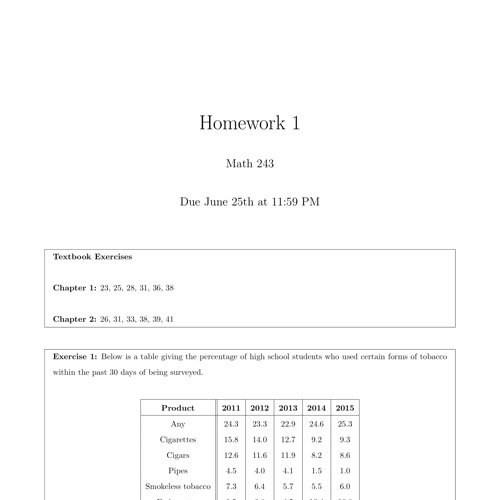 Homework 1
Math 243
Due June 25th at 11:59 PM
Textbook Exercises
Chapter 1: 23, 25, 28, 31, 36, 38
Chapter 2: 26, 31, 33, 38, 39, 41
Exercise 1: Below is a table giving the percentage of high school students who used certain forms of tobacco
within the past 30 days of being surveyed.
Product 2011 2012 2013 2014 2015
Any 24.3 23.3 22.9 24.6 25.3
Cigarettes 15.8 14.0 12.7 9.2 9.3
Cigars 12.6 11.6 11.9 8.2 8.6
Pipes 4.5 4.0 4.1 1.5 1.0
Smokeless tobacco 7.3 6.4 5.7 5.5 6.0